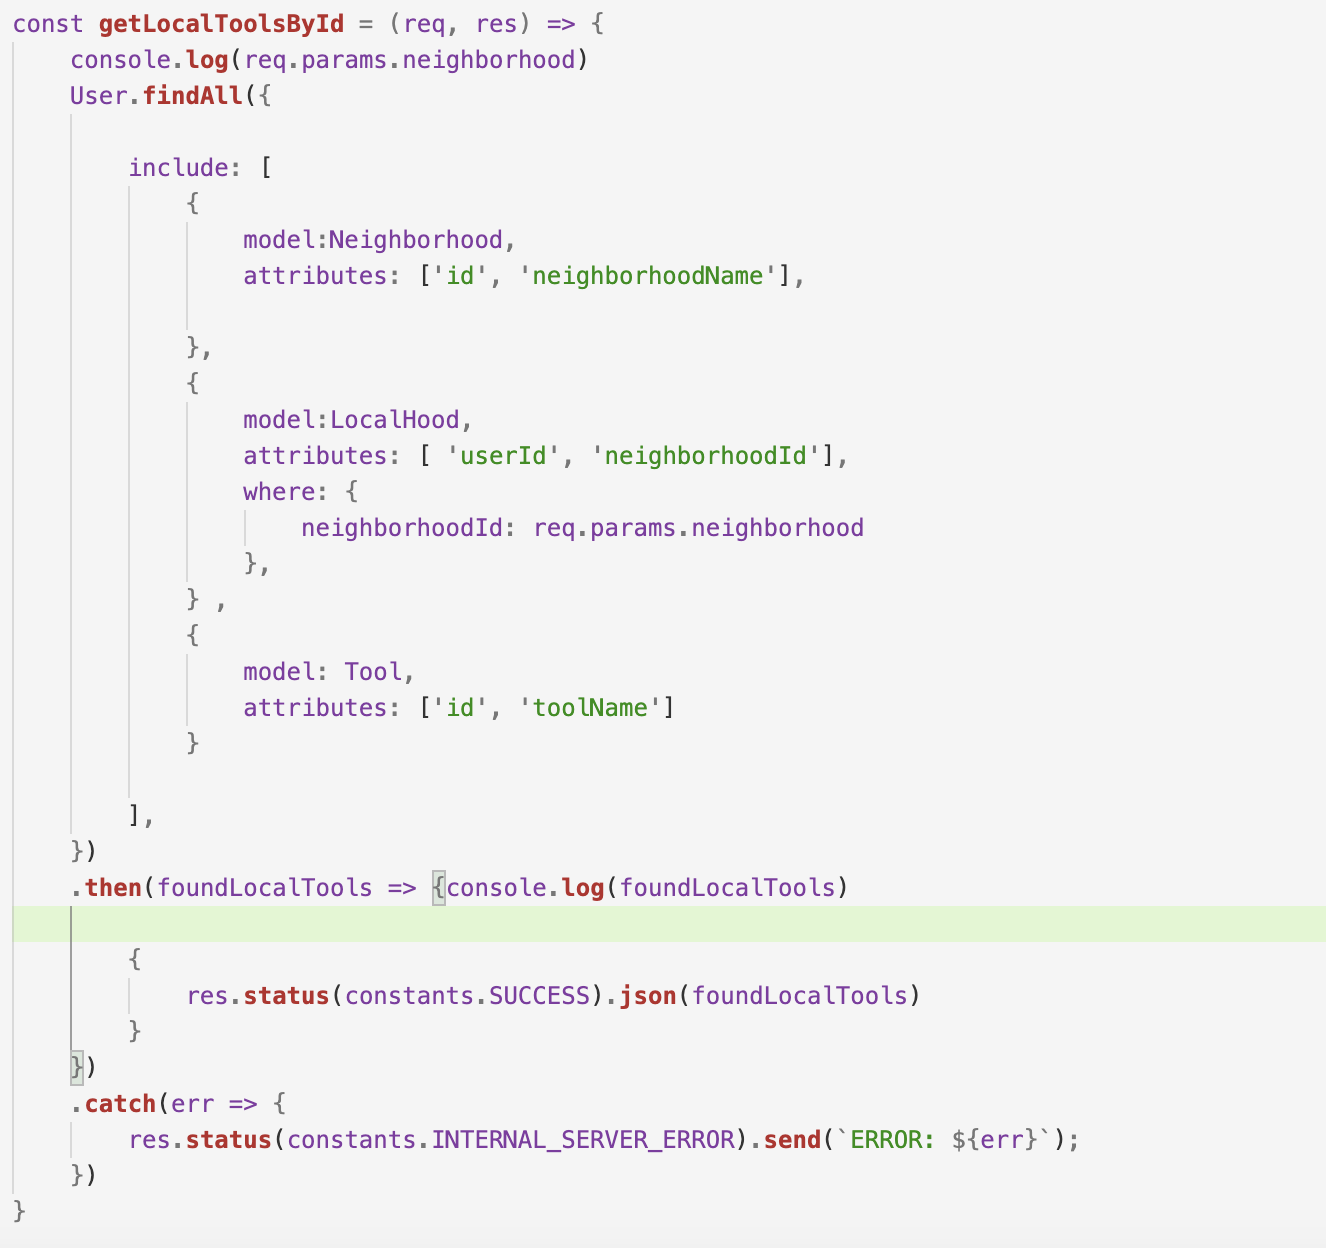 const getLocalToolsById = (req, res) => {
    console.log(req.params.neighborhood)
    User.findAll({

        include: [
            {
                model:Neighborhood,
                attributes: ['id', 'neighborhoodName'],

            },
            {
                model:LocalHood,
                attributes: [ 'userId', 'neighborhoodId'],
                where: {
                    neighborhoodId: req.params.neighborhood
                },
            } ,
            {
                model: Tool,
                attributes: ['id', 'toolName']
            }

        ],
    })
    .then(foundLocalTools => {console.log(foundLocalTools)

        {
            res.status(constants.SUCCESS).json(foundLocalTools)
        }
    })
    .catch(err => {
        res.status(constants.INTERNAL_SERVER_ERROR).send(`ERROR: ${err}`);
    })
}